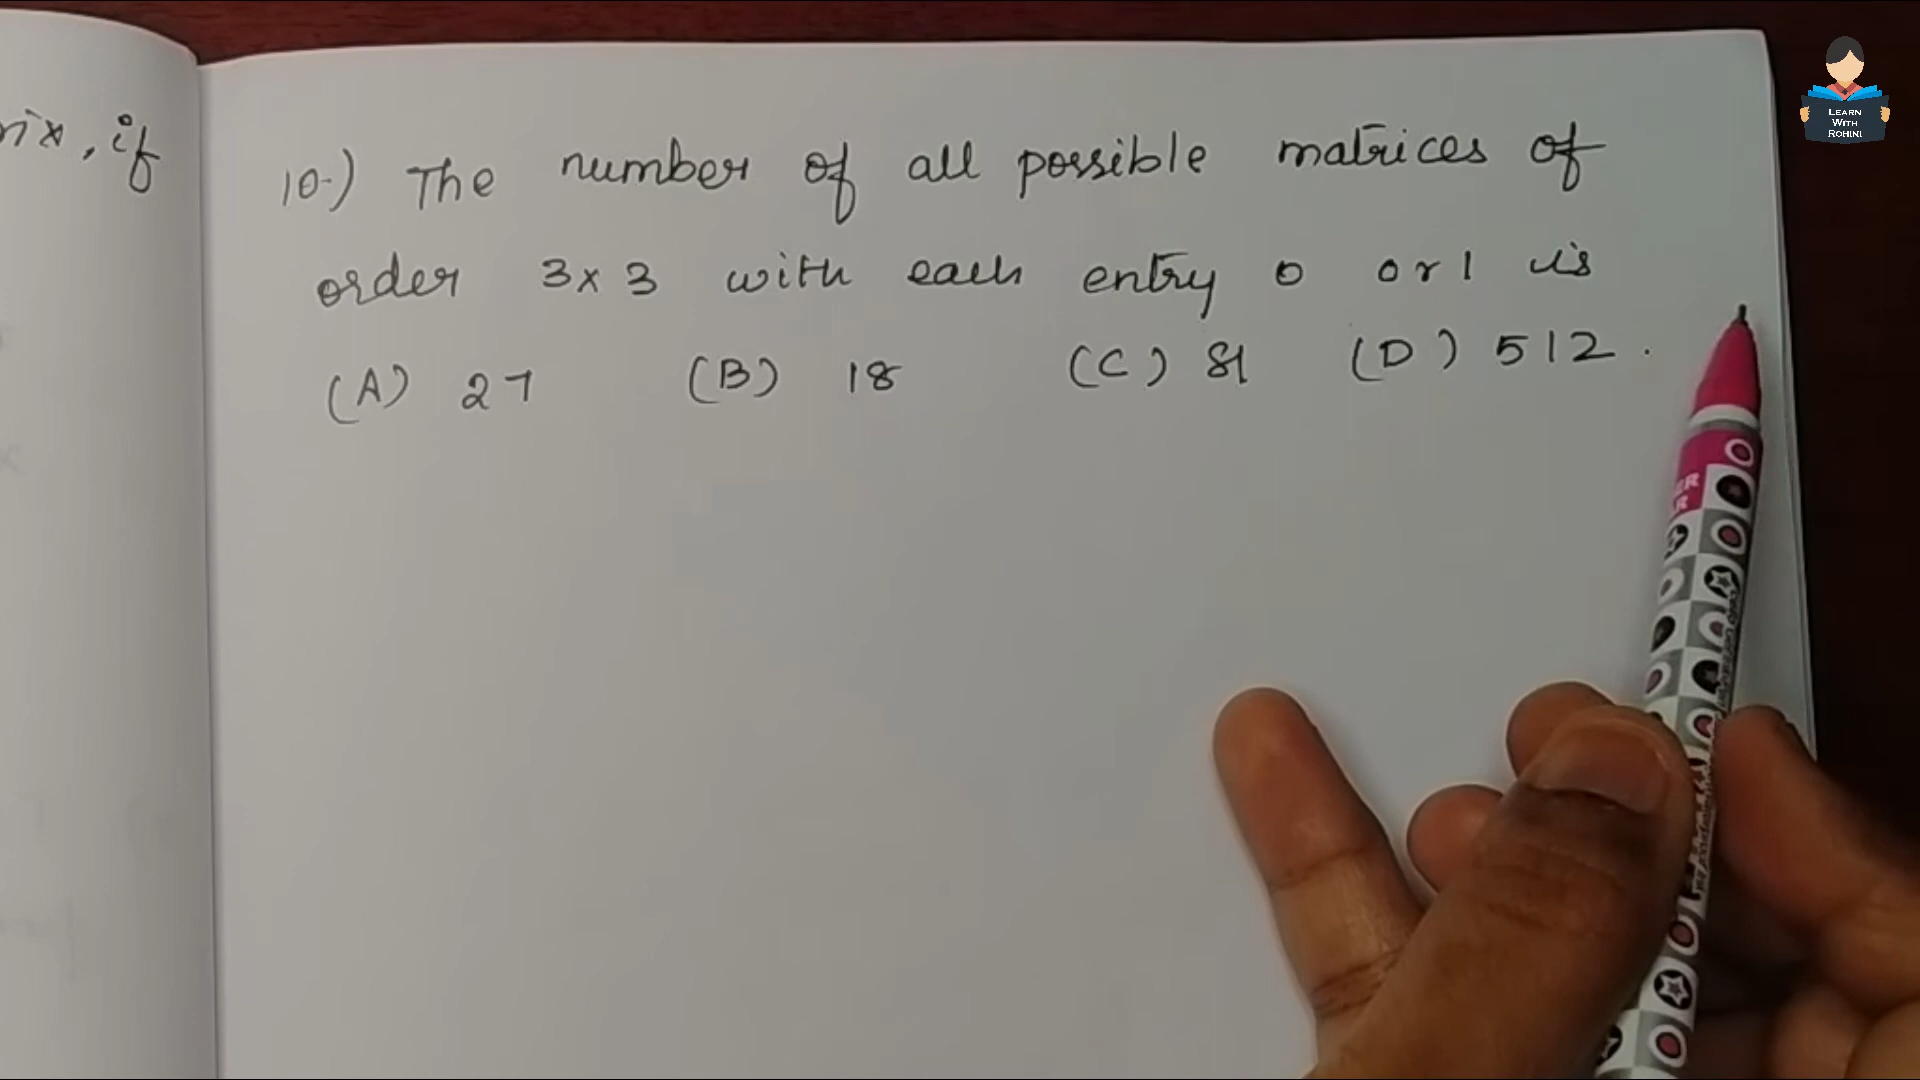 rix, if
10.) The number of all possible matrices of
order 3x3 with each entry 0 or 1 is
(A) 27 (B) 18 (C) 81 (D) 512.
LEARN
WITH
ROHINI